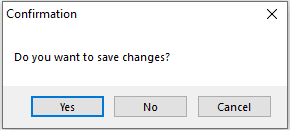 Confirmation
Do you want to save changes?
Yes No Cancel